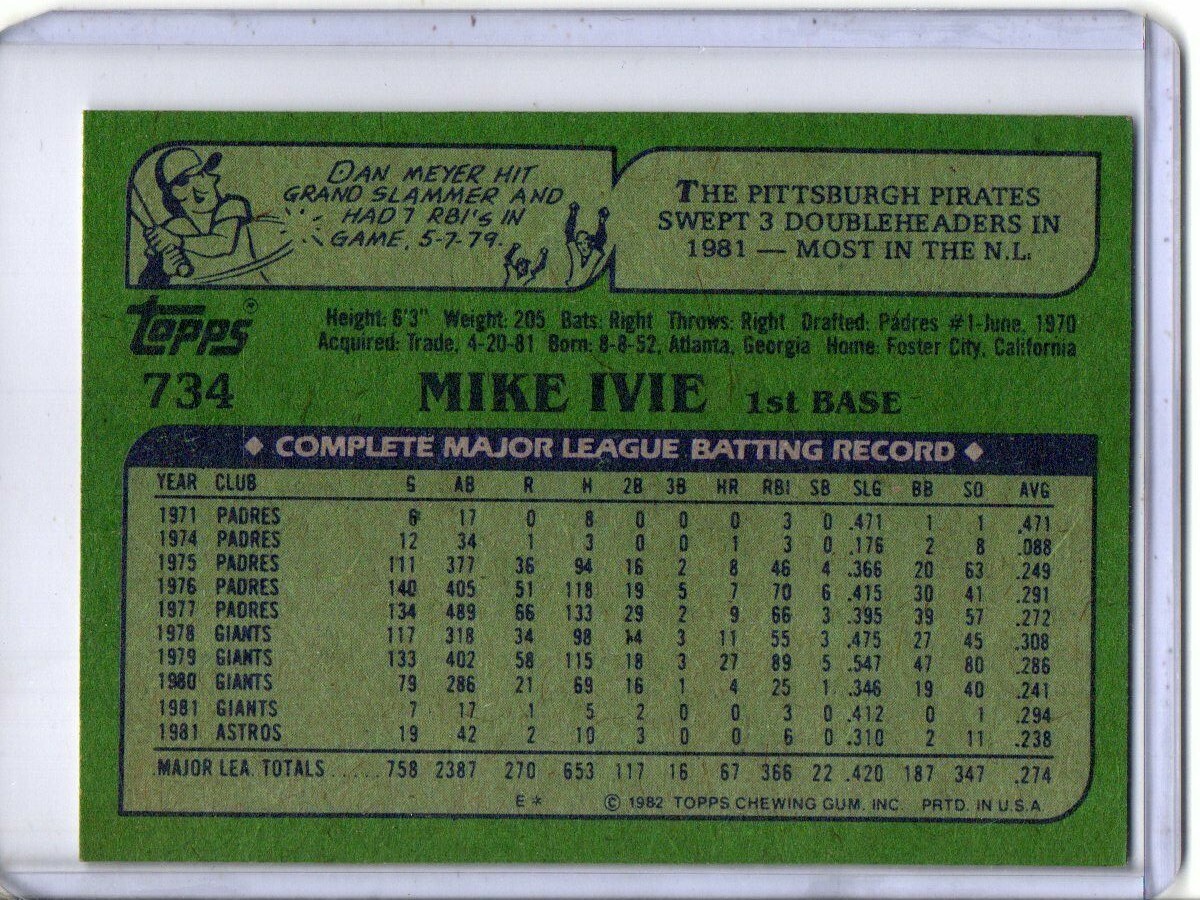 DAN MEYER HIT
GRAND SLAMMER AND
HAD 7 RBI's IN
GAME, 5-7-79.
THE PITTSBURGH PIRATES
SWEPT 3 DOUBLEHEADERS IN
1981 — MOST IN THE N.L.
Topps®
Height: 6'3" Weight: 205 Bats: Right Throws: Right Drafted: Padres #1-June, 1970
Acquired: Trade, 4-20-81 Born: 8-8-52, Atlanta, Georgia Home: Foster City, California
734 MIKE IVIE 1st BASE
◆ COMPLETE MAJOR LEAGUE BATTING RECORD ◆
YEAR CLUB G AB R H 2B 3B HR RBI SB SLG BB SO AVG
1971 PADRES 6 17 0 8 0 0 0 3 0 .471 1 1 .471
1974 PADRES 12 34 1 3 0 0 1 3 0 .176 2 8 .088
1975 PADRES 111 377 36 94 16 2 8 46 4 .366 20 63 .249
1976 PADRES 140 405 51 118 19 5 7 70 6 .415 30 41 .291
1977 PADRES 134 489 66 133 29 2 9 66 3 .395 39 57 .272
1978 GIANTS 117 318 34 98 14 3 11 55 3 .475 27 45 .308
1979 GIANTS 133 402 58 115 18 3 27 89 5 .547 47 80 .286
1980 GIANTS 79 286 21 69 16 1 4 25 1 .346 19 40 .241
1981 GIANTS 7 17 1 5 2 0 0 3 0 .412 0 1 .294
1981 ASTROS 19 42 2 10 3 0 0 6 0 .310 2 11 .238
MAJOR LEA. TOTALS ..... 758 2387 270 653 117 16 67 366 22 .420 187 347 .274
E* © 1982 TOPPS CHEWING GUM, INC. PRTD. IN U.S.A.